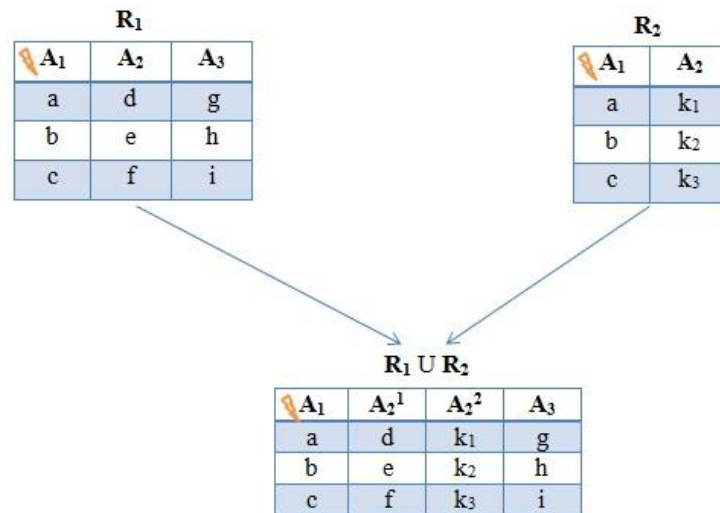 R₁
A₁ A₂ A₃
a d g
b e h
c f i
R₂
A₁ A₂
a k₁
b k₂
c k₃
R₁ U R₂
A₁ A₂¹ A₂² A₃
a d k₁ g
b e k₂ h
c f k₃ i